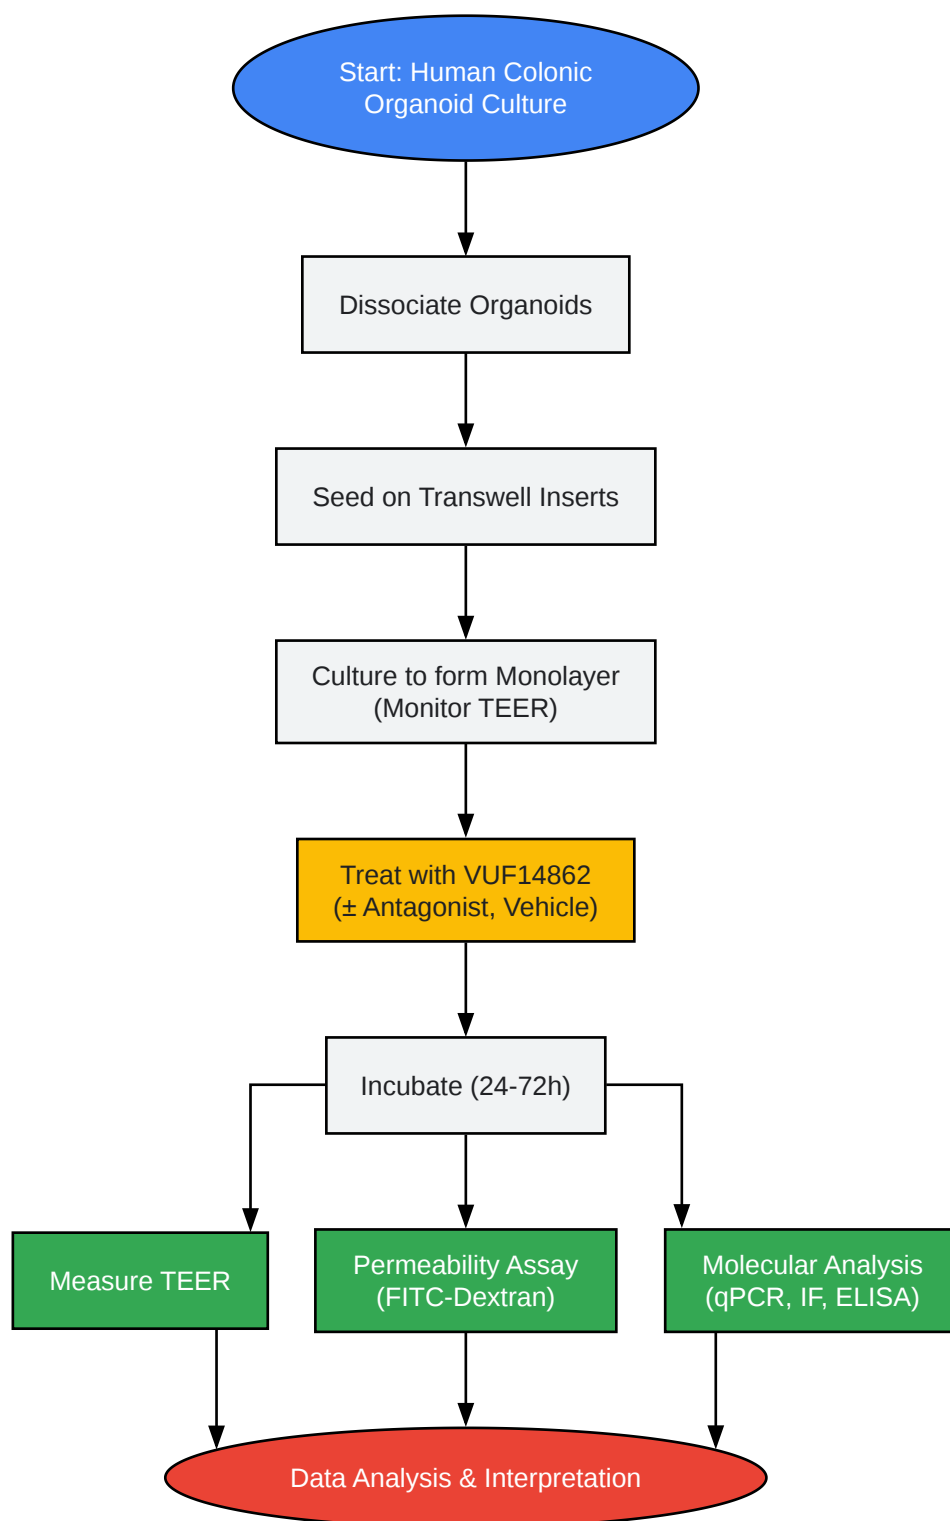 Start: Human Colonic
Organoid Culture
Dissociate Organoids
Seed on Transwell Inserts
Culture to form Monolayer
(Monitor TEER)
Treat with VUF14862
(± Antagonist, Vehicle)
Incubate (24-72h)
Measure TEER
Permeability Assay
(FITC-Dextran)
Molecular Analysis
(qPCR, IF, ELISA)
Data Analysis & Interpretation